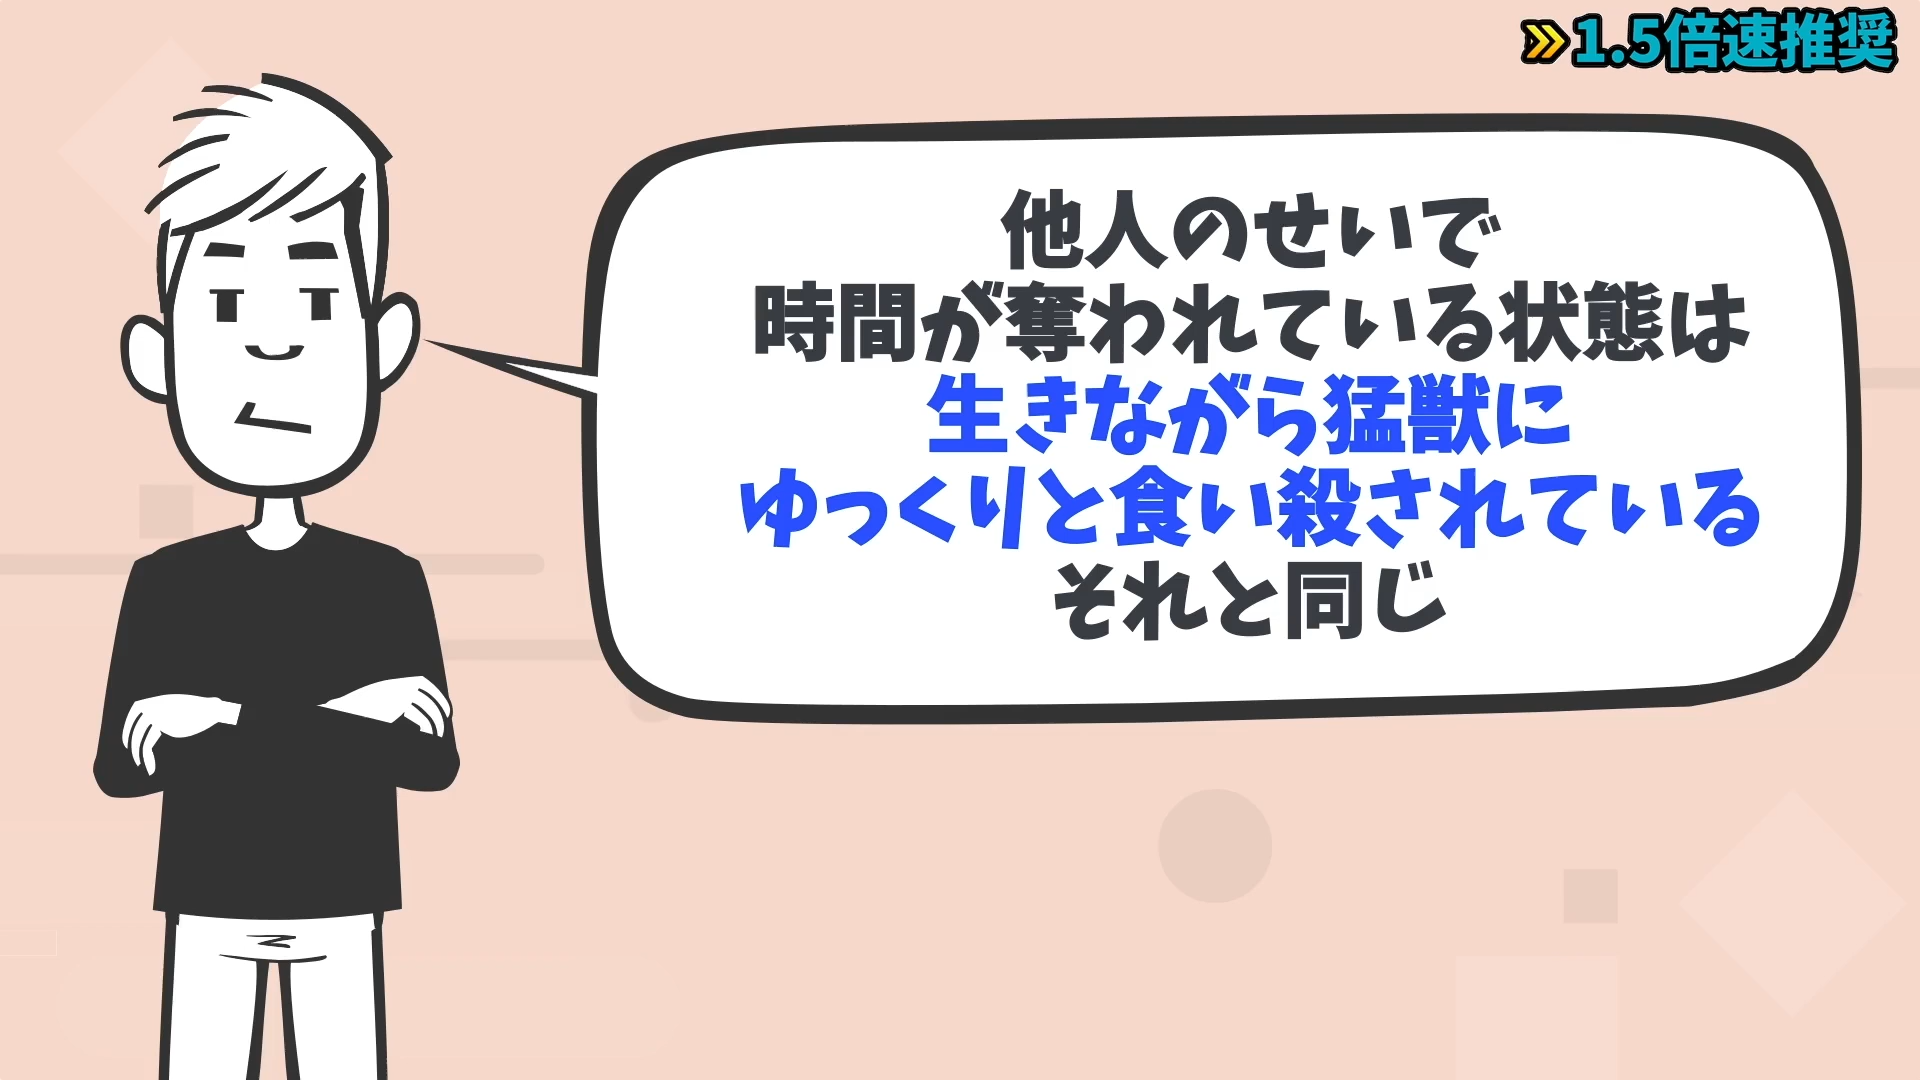 1.5倍速推奨
他人のせいで
時間が奪われている状態は
生きながら猛獣に
ゆっくりと食い殺されている
それと同じ